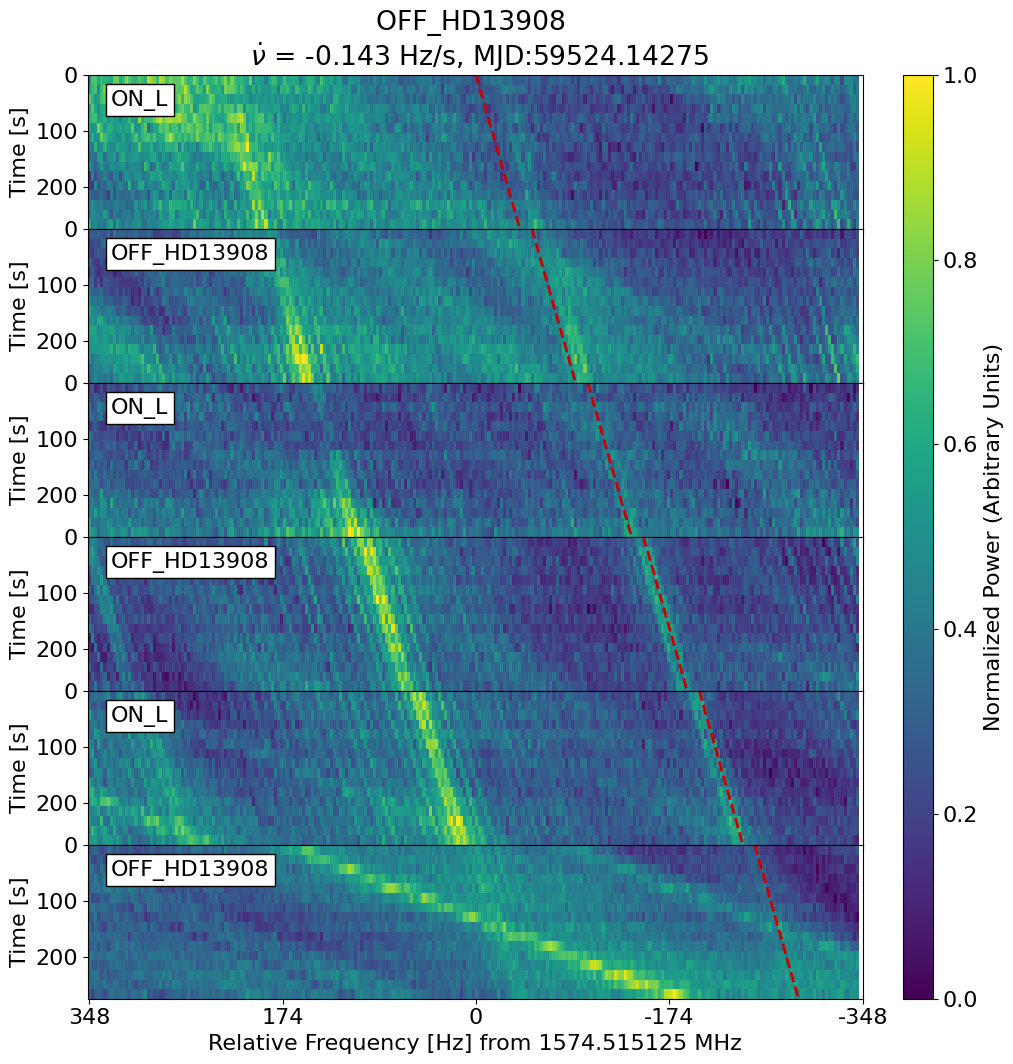 OFF_HD13908
ν̇ = -0.143 Hz/s, MJD:59524.14275
ON_L
OFF_HD13908
ON_L
OFF_HD13908
ON_L
OFF_HD13908
Time [s]
0
100
200
Time [s]
0
100
200
Time [s]
0
100
200
Time [s]
0
100
200
Time [s]
0
100
200
Time [s]
0
100
200
348
174
0
-174
-348
Relative Frequency [Hz] from 1574.515125 MHz
1.0
0.8
0.6
0.4
0.2
0.0
Normalized Power (Arbitrary Units)